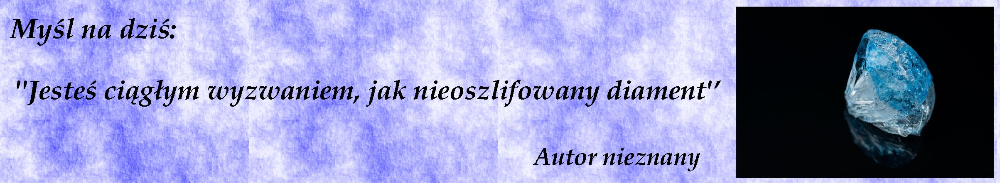 Myśl na dziś:
"Jesteś ciągłym wyzwaniem, jak nieoszlifowany diament"
Autor nieznany